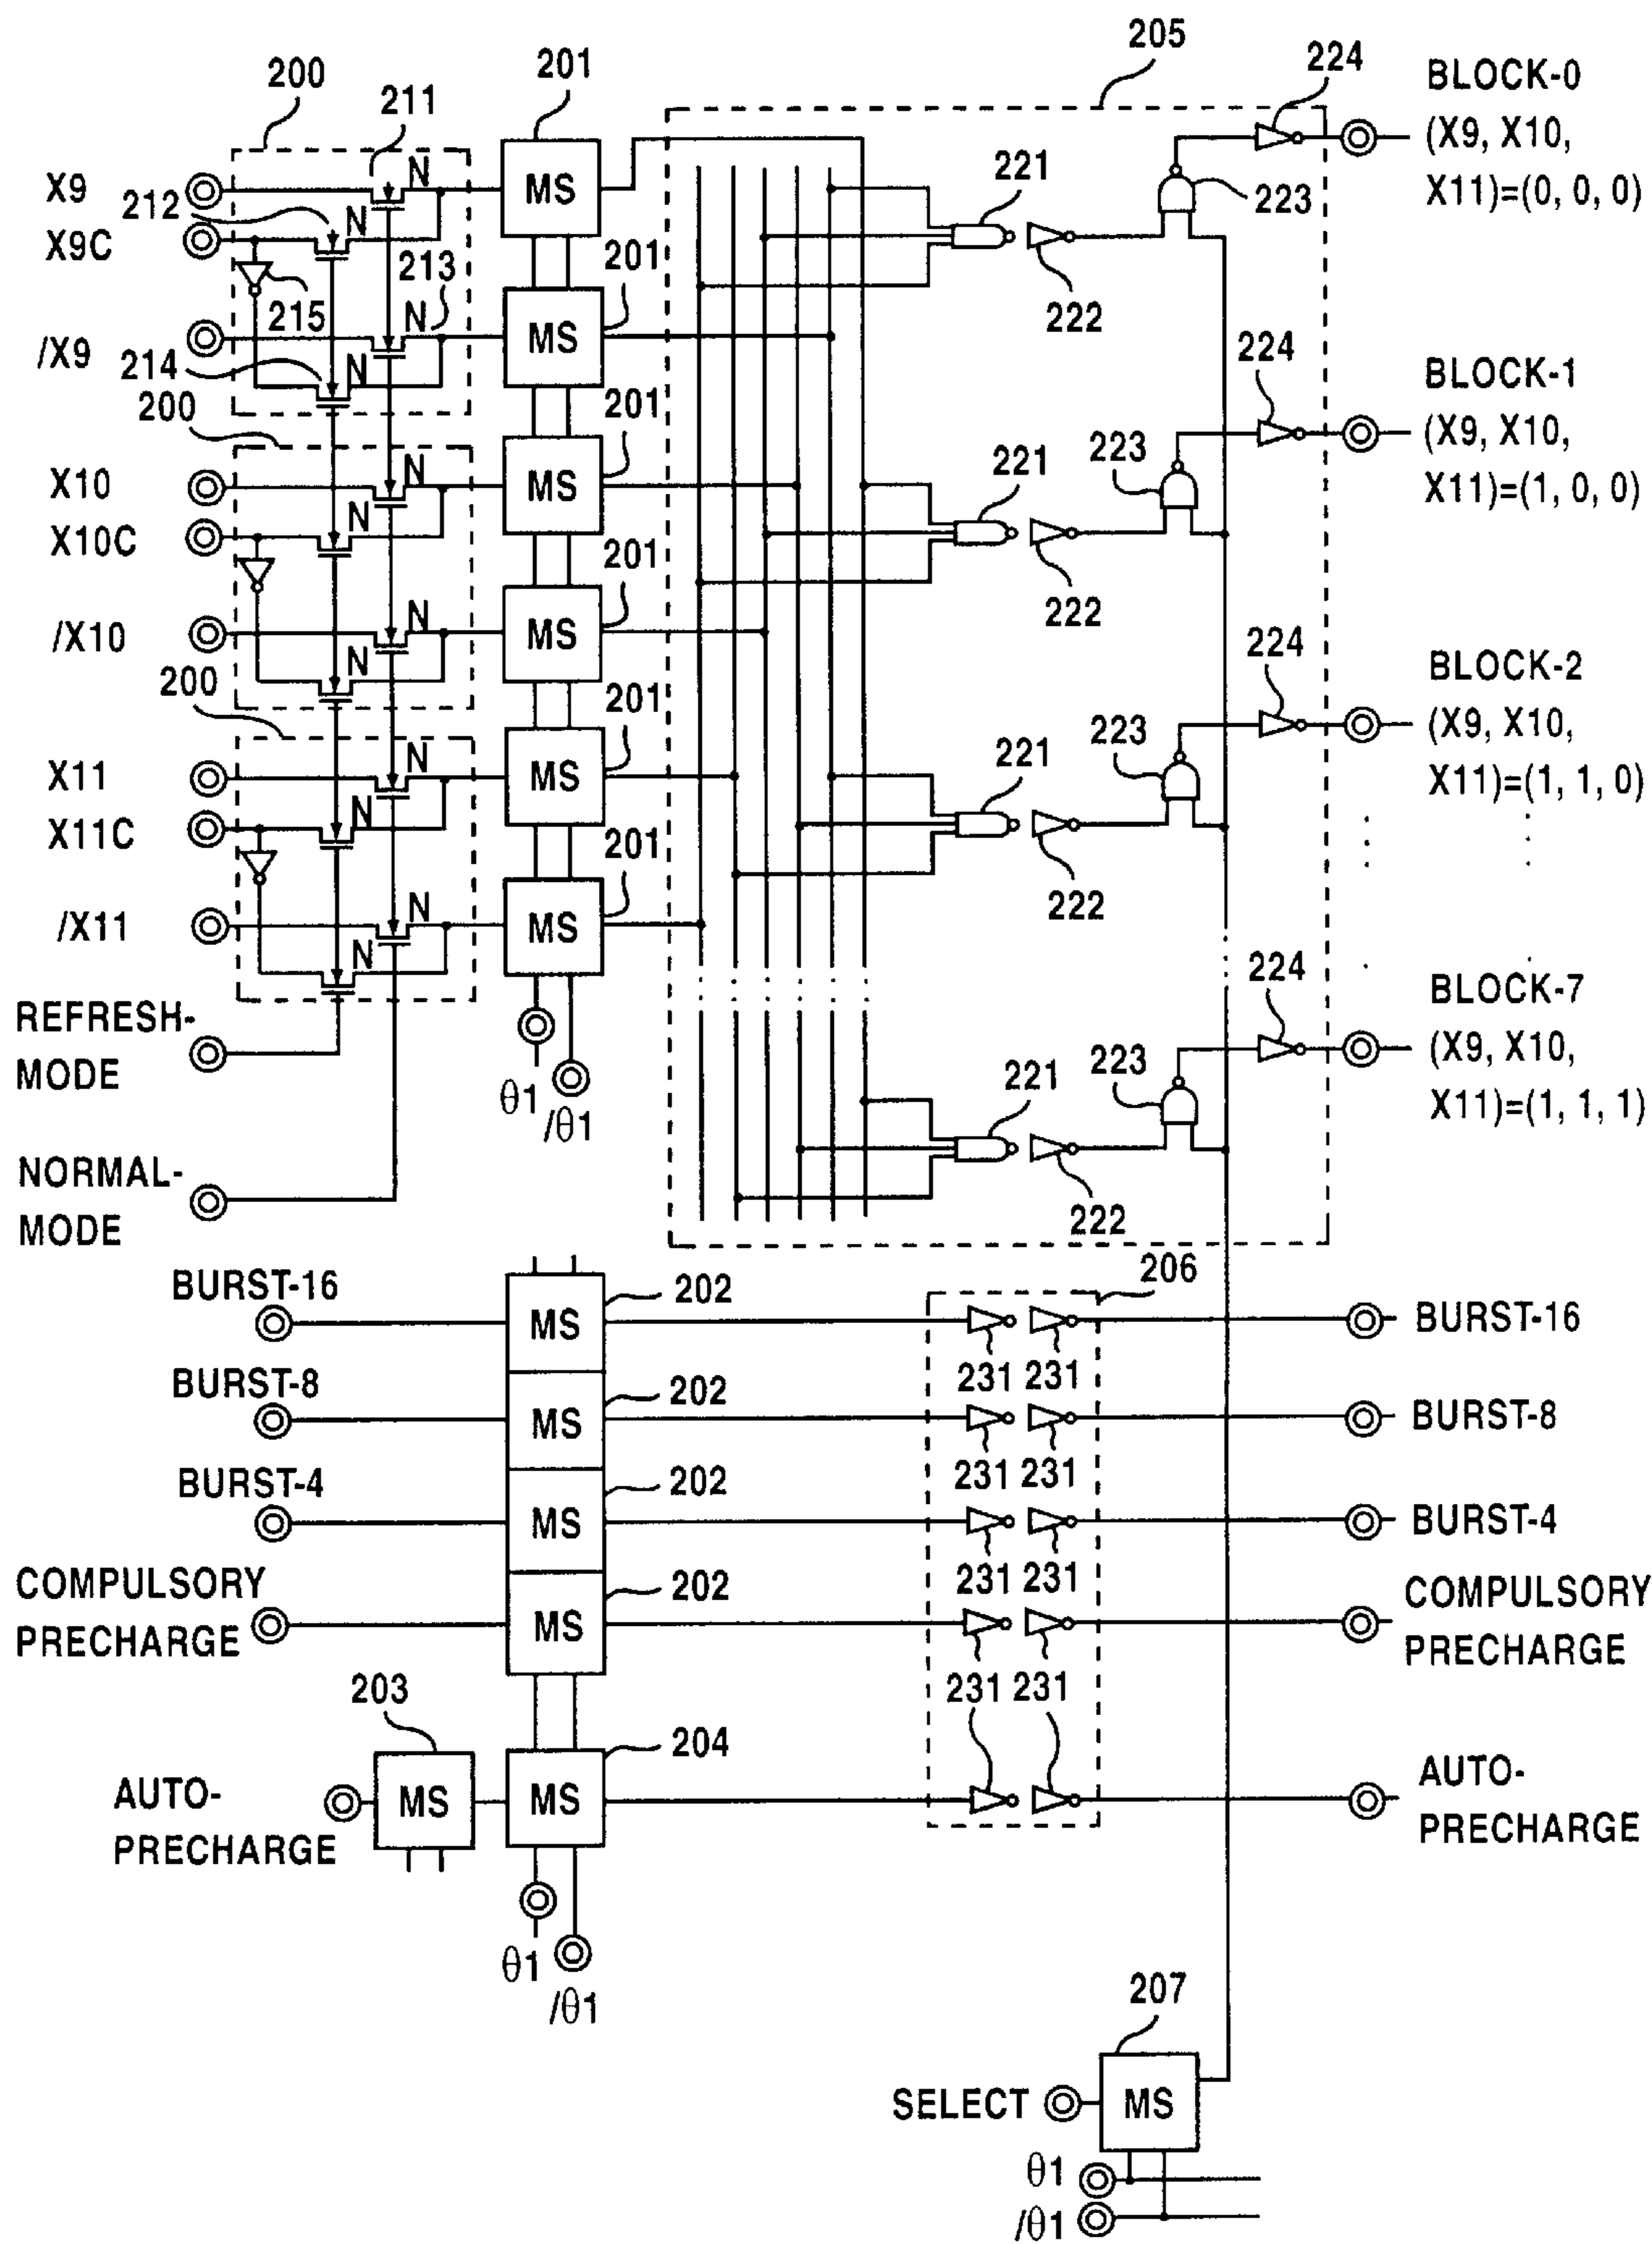 205
224
BLOCK-0
(X9, X10,
X11)=(0, 0, 0)
200
201
211
X9
N
MS
212
N
X9C
221
223
222
213
201
215
/X9
N
MS
214
N
224
BLOCK-1
(X9, X10,
X11)=(1, 0, 0)
200
201
X10
N
MS
221
223
X10C
N
222
201
/X10
N
MS
N
224
BLOCK-2
(X9, X10,
X11)=(1, 1, 0)
200
201
X11
N
MS
221
223
X11C
N
222
201
/X11
N
MS
N
224
BLOCK-7
(X9, X10,
X11)=(1, 1, 1)
REFRESH-
MODE
θ1
/θ1
221
223
222
NORMAL-
MODE
206
BURST-16
MS
202
231 231
BURST-16
BURST-8
MS
202
231 231
BURST-8
BURST-4
MS
202
231 231
BURST-4
COMPULSORY
PRECHARGE
MS
202
231 231
COMPULSORY
PRECHARGE
203
204
AUTO-
PRECHARGE
MS
MS
AUTO-
PRECHARGE
θ1
/θ1
207
SELECT
MS
θ1
/θ1